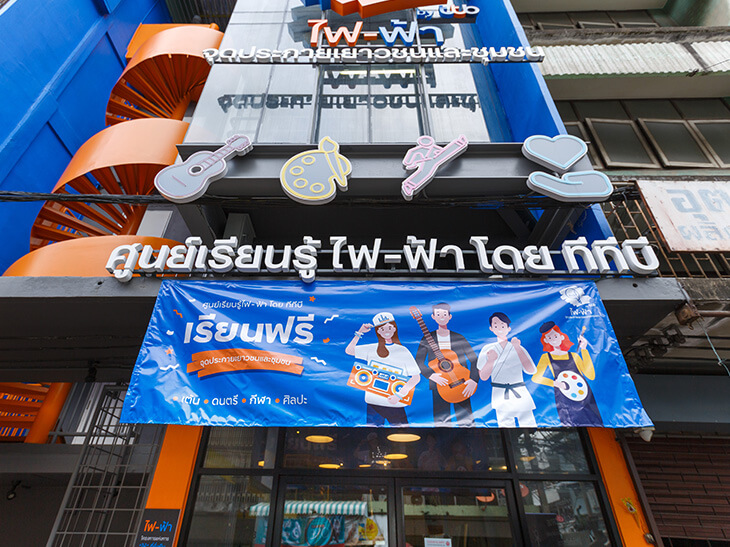 ไฟ-ฟ้า
จุดประกายเยาวชนและชุมชน
ศูนย์เรียนรู้ ไฟ-ฟ้า โดย ทีทีบี
ศูนย์เรียนรู้ไฟ-ฟ้า โดย ทีทีบี
เรียนฟรี
จุดประกายเยาวชนและชุมชน
เต้น • ดนตรี • กีฬา • ศิลปะ
ไฟ-ฟ้า
ไฟ-ฟ้า